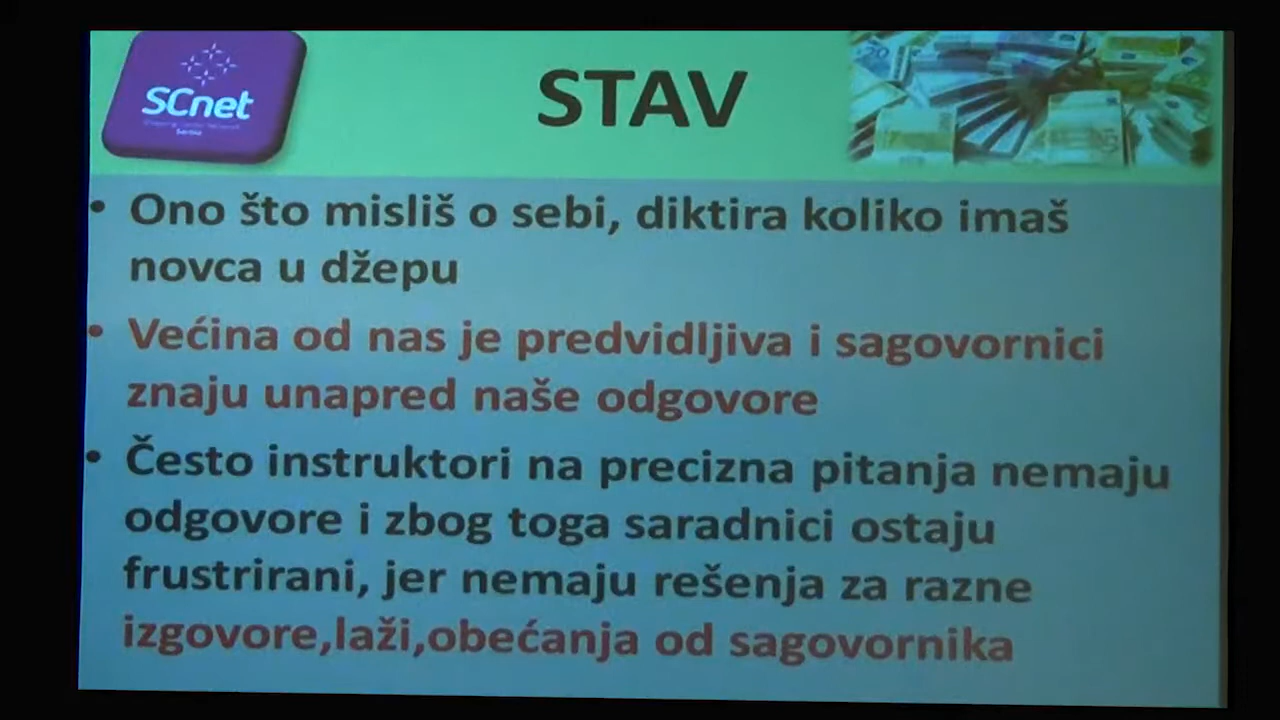 SCnet
Serbia
STAV
• Ono što misliš o sebi, diktira koliko imaš
novca u džepu
• Većina od nas je predvidljiva i sagovornici
znaju unapred naše odgovore
• Često instruktori na precizna pitanja nemaju
odgovore i zbog toga saradnici ostaju
frustrirani, jer nemaju rešenja za razne
izgovore,laži,obećanja od sagovornika